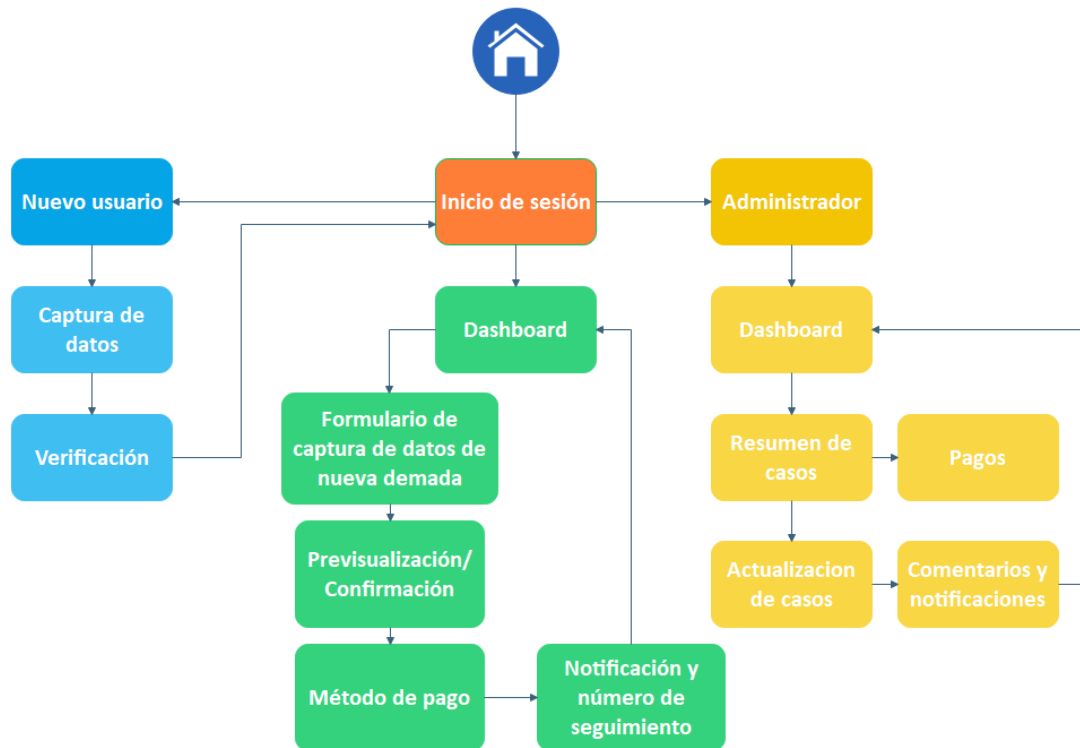 Nuevo usuario
Inicio de sesión
Administrador
Captura de
datos
Dashboard
Dashboard
Verificación
Formulario de
captura de datos de
nueva demada
Resumen de
casos
Pagos
Previsualización/
Confirmación
Actualizacion
de casos
Comentarios y
notificaciones
Método de pago
Notificación y
número de
seguimiento